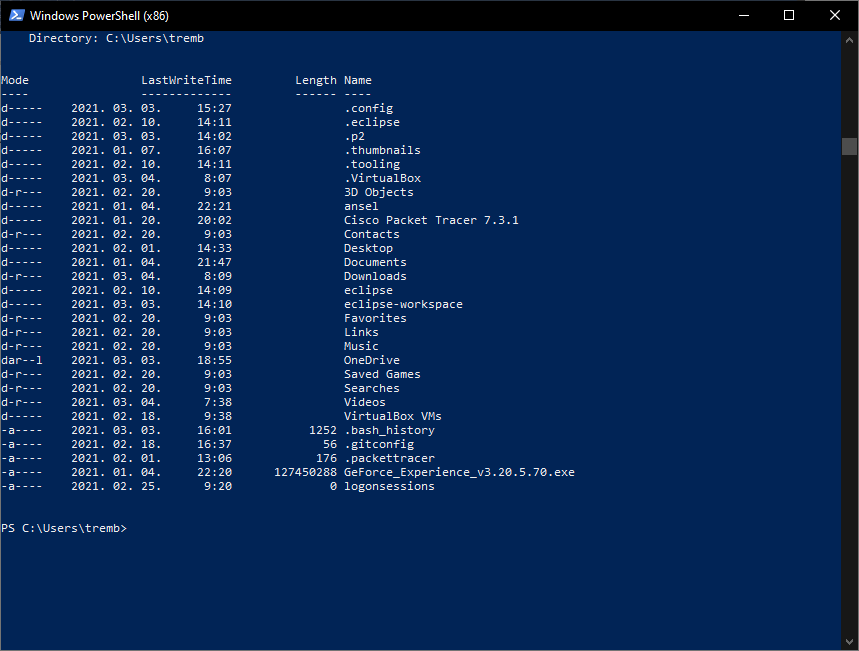 Windows PowerShell (x86)
Directory: C:\Users\tremb
Mode LastWriteTime Length Name
---- ------------- ------ ----
d----- 2021. 03. 03. 15:27 .config
d----- 2021. 02. 10. 14:11 .eclipse
d----- 2021. 03. 03. 14:02 .p2
d----- 2021. 01. 07. 16:07 .thumbnails
d----- 2021. 02. 10. 14:11 .tooling
d----- 2021. 03. 04. 8:07 .VirtualBox
d-r--- 2021. 02. 20. 9:03 3D Objects
d----- 2021. 01. 04. 22:21 ansel
d----- 2021. 01. 20. 20:02 Cisco Packet Tracer 7.3.1
d-r--- 2021. 02. 20. 9:03 Contacts
d----- 2021. 02. 01. 14:33 Desktop
d----- 2021. 01. 04. 21:47 Documents
d-r--- 2021. 03. 04. 8:09 Downloads
d----- 2021. 02. 10. 14:09 eclipse
d----- 2021. 03. 03. 14:10 eclipse-workspace
d-r--- 2021. 02. 20. 9:03 Favorites
d-r--- 2021. 02. 20. 9:03 Links
d-r--- 2021. 02. 20. 9:03 Music
dar--l 2021. 03. 03. 18:55 OneDrive
d-r--- 2021. 02. 20. 9:03 Saved Games
d-r--- 2021. 02. 20. 9:03 Searches
d-r--- 2021. 03. 04. 7:38 Videos
d----- 2021. 02. 18. 9:38 VirtualBox VMs
-a---- 2021. 03. 03. 16:01 1252 .bash_history
-a---- 2021. 02. 18. 16:37 56 .gitconfig
-a---- 2021. 02. 01. 13:06 176 .packettracer
-a---- 2021. 01. 04. 22:20 127450288 GeForce_Experience_v3.20.5.70.exe
-a---- 2021. 02. 25. 9:20 0 logonsessions
PS C:\Users\tremb>